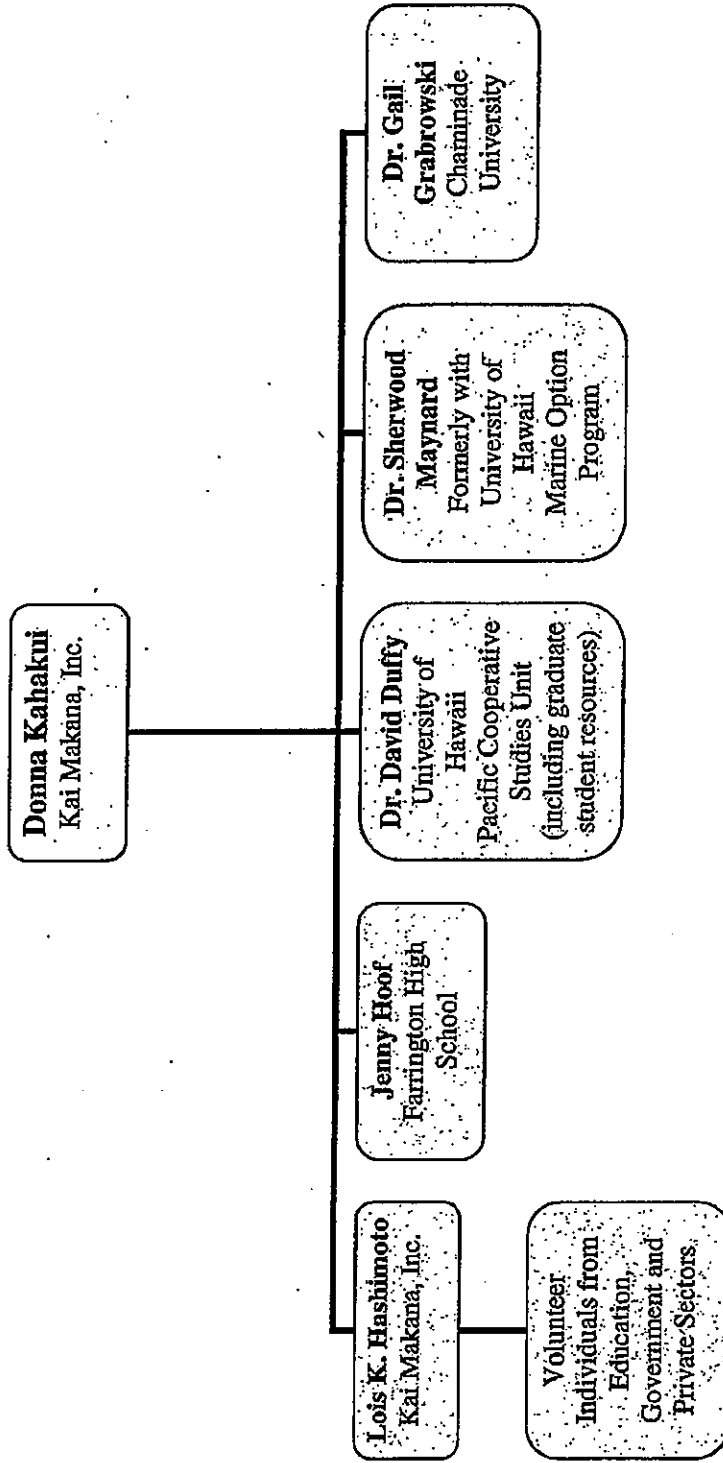 Donna Kahakui
Kai Makana, Inc.
Lois K. Hashimoto
Kai Makana, Inc.
Volunteer
Individuals from
Education,
Government and
Private Sectors
Jenny Hoof
Farrington High
School
Dr. David Duffy
University of
Hawaii
Pacific Cooperative
Studies Unit
(including graduate
student resources)
Dr. Sherwood
Maynard
Formerly with
University of
Hawaii
Marine Option
Program
Dr. Gail
Grabrowski
Chaminade
University